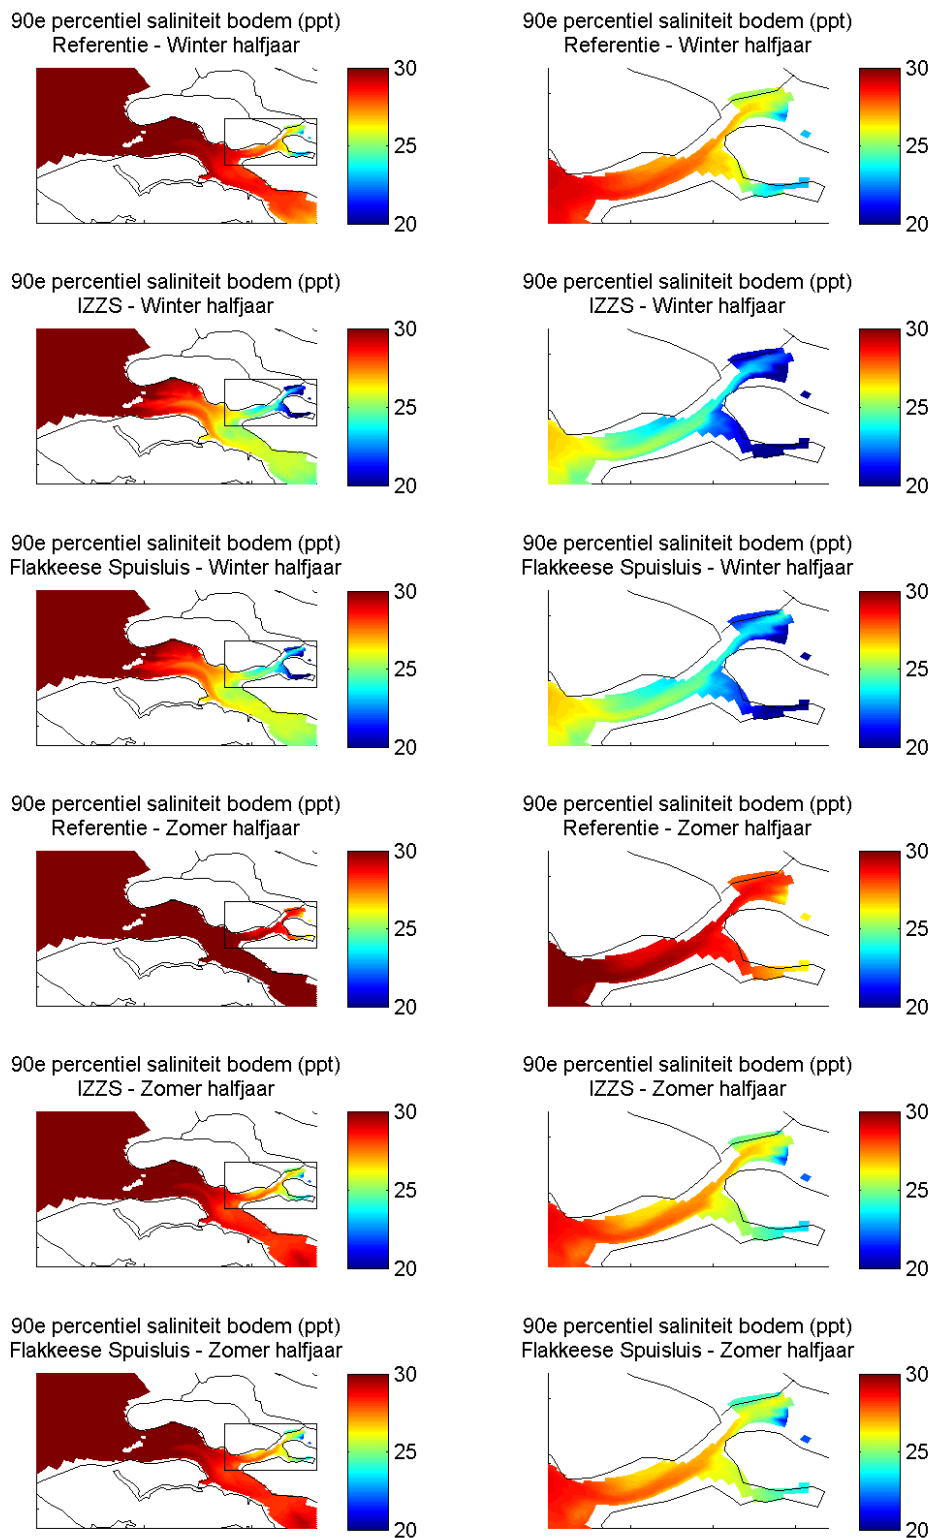 90e percentiel saliniteit bodem (ppt)
Referentie - Winter halfjaar
30
25
20
90e percentiel saliniteit bodem (ppt)
Referentie - Winter halfjaar
30
25
20
90e percentiel saliniteit bodem (ppt)
IZZS - Winter halfjaar
30
25
20
90e percentiel saliniteit bodem (ppt)
IZZS - Winter halfjaar
30
25
20
90e percentiel saliniteit bodem (ppt)
Flakkeese Spuisluis - Winter halfjaar
30
25
20
90e percentiel saliniteit bodem (ppt)
Flakkeese Spuisluis - Winter halfjaar
30
25
20
90e percentiel saliniteit bodem (ppt)
Referentie - Zomer halfjaar
30
25
20
90e percentiel saliniteit bodem (ppt)
Referentie - Zomer halfjaar
30
25
20
90e percentiel saliniteit bodem (ppt)
IZZS - Zomer halfjaar
30
25
20
90e percentiel saliniteit bodem (ppt)
IZZS - Zomer halfjaar
30
25
20
90e percentiel saliniteit bodem (ppt)
Flakkeese Spuisluis - Zomer halfjaar
30
25
20
90e percentiel saliniteit bodem (ppt)
Flakkeese Spuisluis - Zomer halfjaar
30
25
20